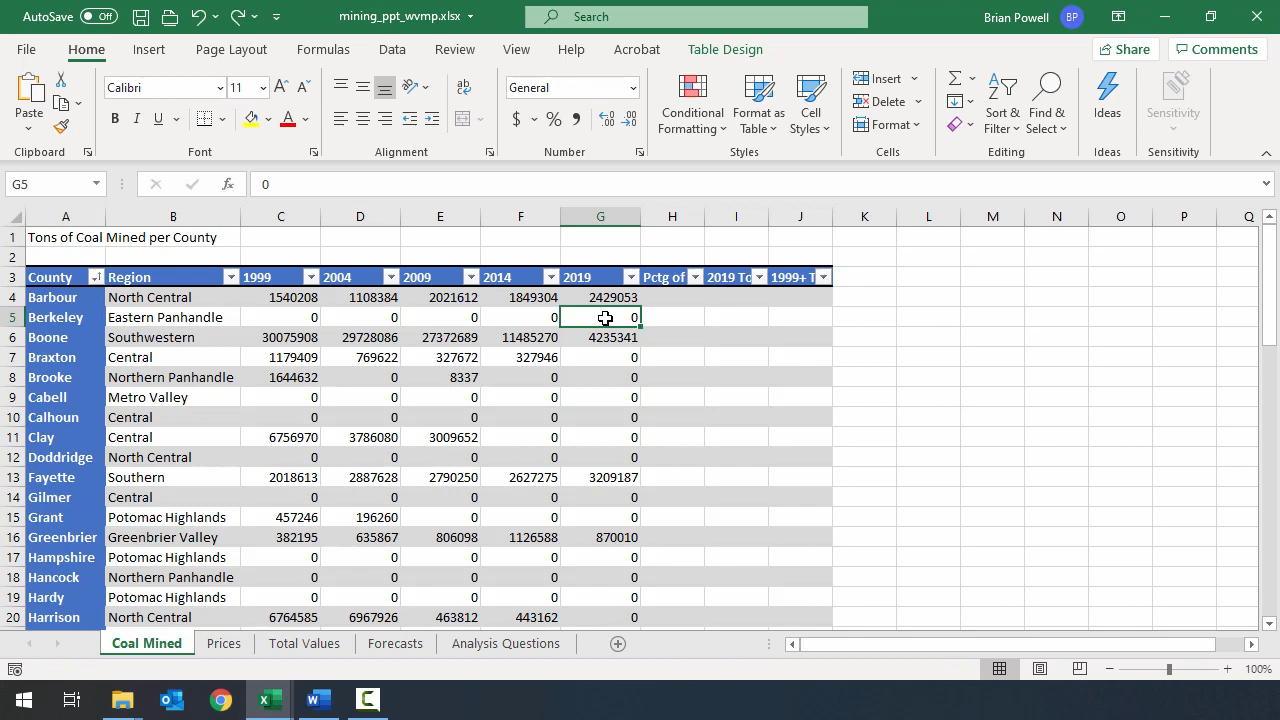 AutoSave Off mining_ppt_wvmp.xlsx Search Brian Powell BP
File Home Insert Page Layout Formulas Data Review View Help Acrobat Table Design Share Comments
Paste Calibri 11 General Conditional Formatting Format as Table Cell Styles Insert Delete Format Sort & Filter Find & Select Ideas Sensitivity
Clipboard Font Alignment Number Styles Cells Editing Ideas Sensitivity
G5 fx 0
A B C D E F G H I J K L M N O P Q
1 Tons of Coal Mined per County
2
3 County Region 1999 2004 2009 2014 2019 Pctg of 2019 To 1999+ T
4 Barbour North Central 1540208 1108384 2021612 1849304 2429053
5 Berkeley Eastern Panhandle 0 0 0 0 0
6 Boone Southwestern 30075908 29728086 27372689 11485270 4235341
7 Braxton Central 1179409 769622 327672 327946 0
8 Brooke Northern Panhandle 1644632 0 8337 0 0
9 Cabell Metro Valley 0 0 0 0 0
10 Calhoun Central 0 0 0 0 0
11 Clay Central 6756970 3786080 3009652 0 0
12 Doddridge North Central 0 0 0 0 0
13 Fayette Southern 2018613 2887628 2790250 2627275 3209187
14 Gilmer Central 0 0 0 0 0
15 Grant Potomac Highlands 457246 196260 0 0 0
16 Greenbrier Greenbrier Valley 382195 635867 806098 1126588 870010
17 Hampshire Potomac Highlands 0 0 0 0 0
18 Hancock Northern Panhandle 0 0 0 0 0
19 Hardy Potomac Highlands 0 0 0 0 0
20 Harrison North Central 6764585 6967926 463812 443162 0
Coal Mined Prices Total Values Forecasts Analysis Questions
100%